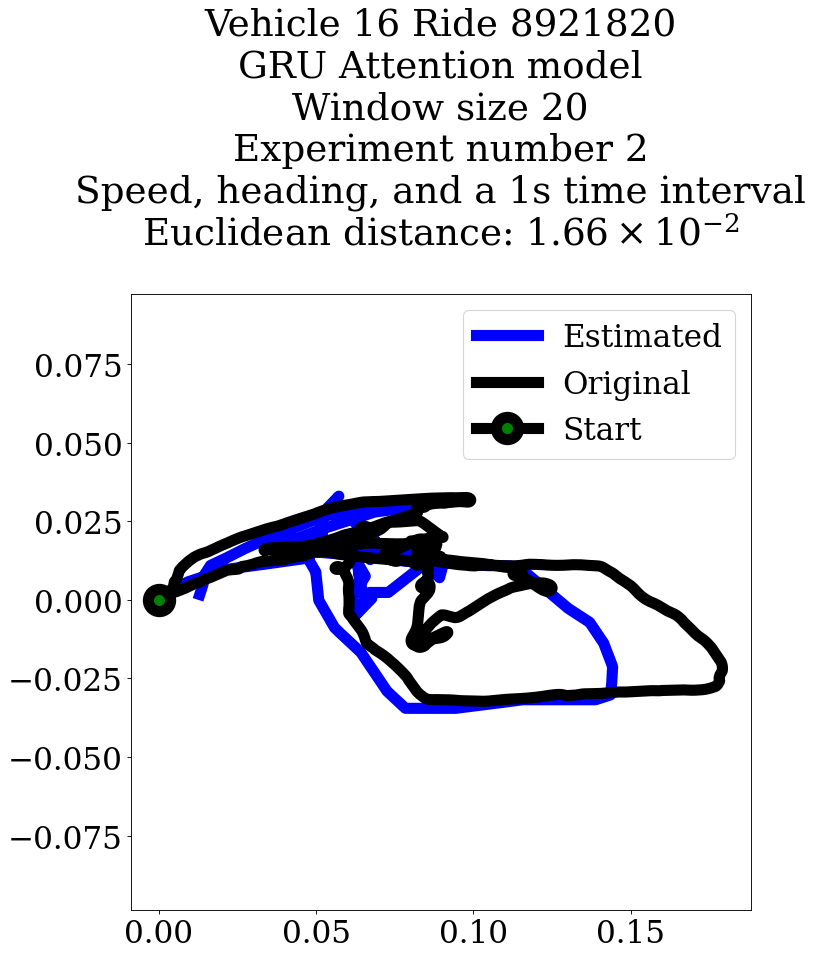 Vehicle 16 Ride 8921820
GRU Attention model
Window size 20
Experiment number 2
Speed, heading, and a 1s time interval
Euclidean distance: 1.66 × 10⁻²
Estimated
Original
Start
0.075
0.050
0.025
0.000
−0.025
−0.050
−0.075
0.00 0.05 0.10 0.15